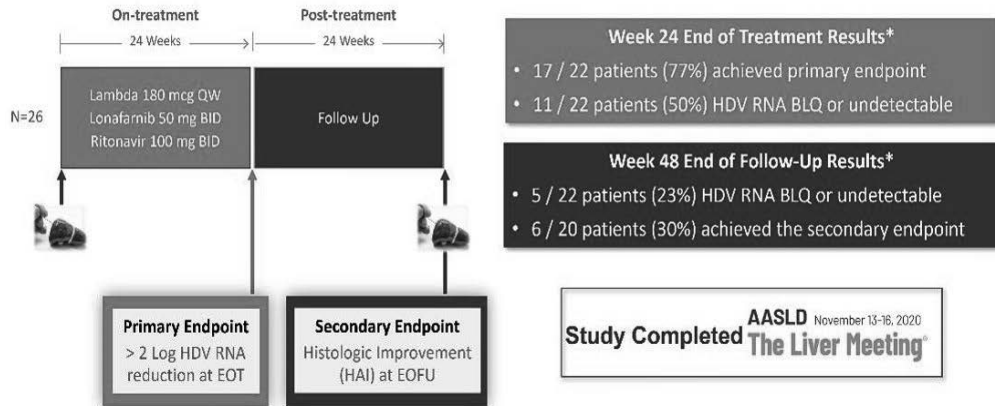 On-treatment
Post-treatment
24 Weeks
24 Weeks
N=26
Lambda 180 mcg QW
Lonafarnib 50 mg BID
Ritonavir 100 mg BID
Follow Up
Primary Endpoint
> 2 Log HDV RNA
reduction at EOT
Secondary Endpoint
Histologic Improvement
(HAI) at EOFU
Week 24 End of Treatment Results*
• 17 / 22 patients (77%) achieved primary endpoint
• 11 / 22 patients (50%) HDV RNA BLQ or undetectable
Week 48 End of Follow-Up Results*
• 5 / 22 patients (23%) HDV RNA BLQ or undetectable
• 6 / 20 patients (30%) achieved the secondary endpoint
Study Completed
AASLD November 13-16, 2020
The Liver Meeting®